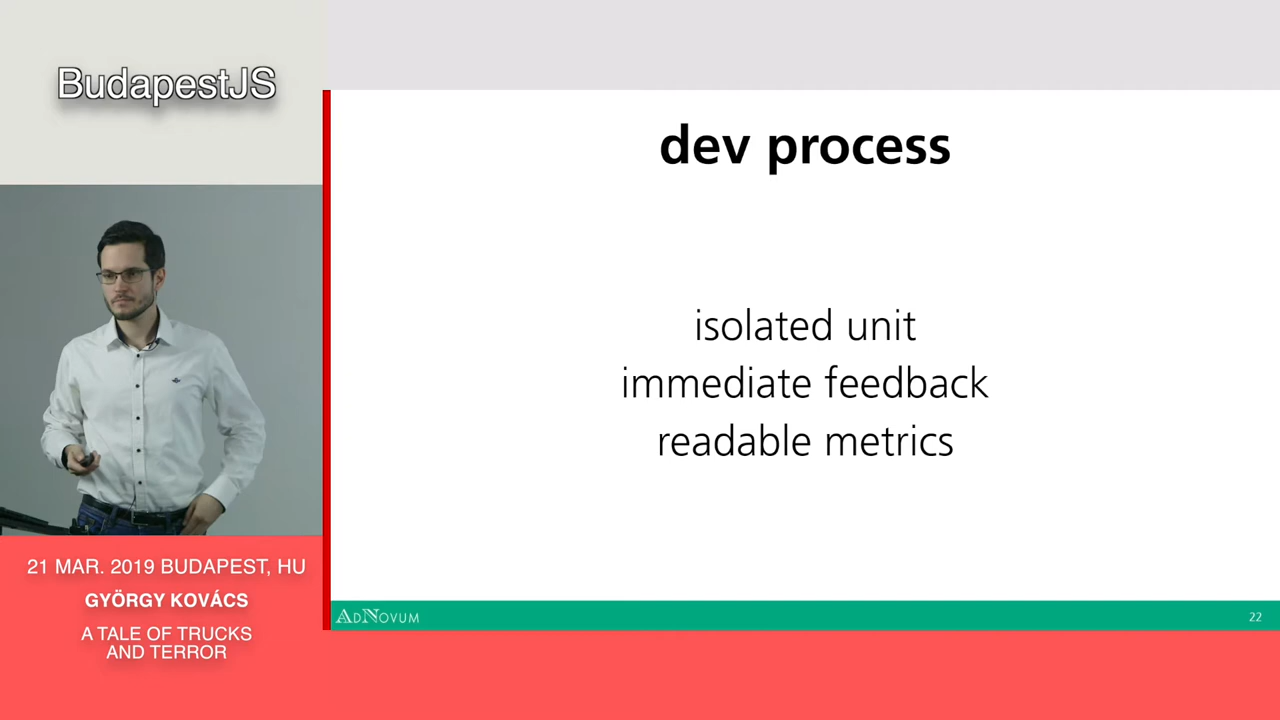 BudapestJS
dev process
isolated unit
immediate feedback
readable metrics
21 MAR. 2019 BUDAPEST, HU
GYÖRGY KOVÁCS
A TALE OF TRUCKS
AND TERROR
ADNOVUM
22